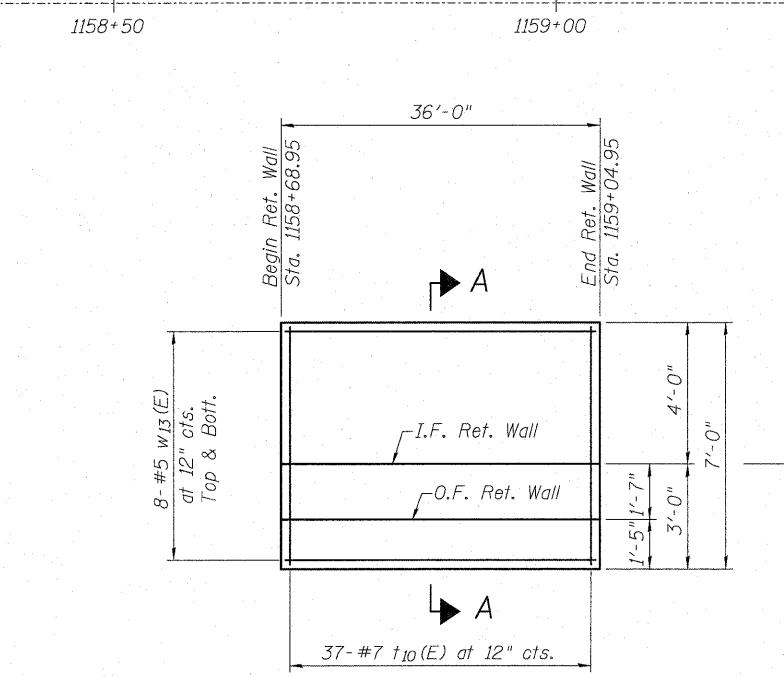 1158+50
1159+00
36'-0"
Begin Ret. Wall
Sta. 1158+68.95
End Ret. Wall
Sta. 1159+04.95
A
8-#5 w13(E)
at 12" cts.
Top & Bott.
I.F. Ret. Wall
O.F. Ret. Wall
4'-0"
7'-0"
1'-7"
3'-0"
1'-5"
A
37-#7 t10(E) at 12" cts.